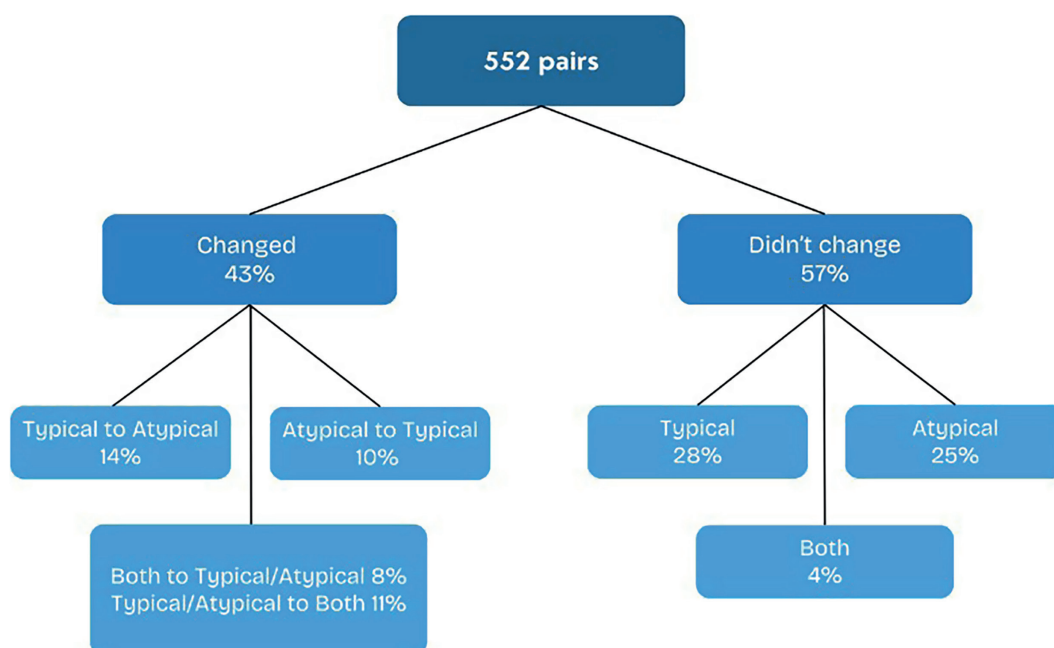 552 pairs
Changed
43%
Didn't change
57%
Typical to Atypical
14%
Atypical to Typical
10%
Both to Typical/Atypical 8%
Typical/Atypical to Both 11%
Typical
28%
Atypical
25%
Both
4%